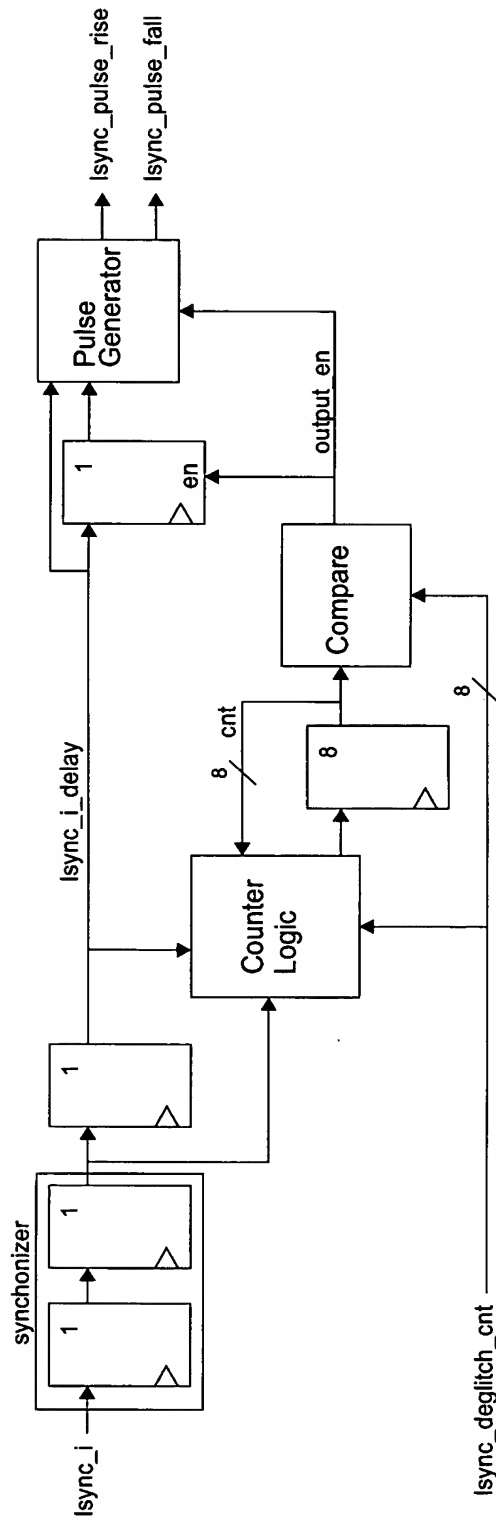 synchonizer
lsync_i
1
1
1
lsync_i_delay
Counter
Logic
8
cnt
8
Compare
1
en
output_en
Pulse
Generator
lsync_pulse_rise
lsync_pulse_fall
lsync_deglitch_cnt
8